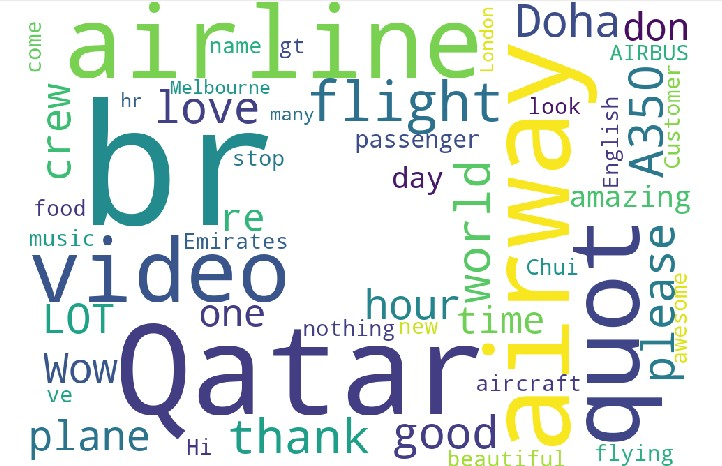 come
airline
name
gt
London
Doha
don
AIRBUS
crew
Melbourne
hr
love
many
flight
look
English
A350
Customer
br
stop
passenger
airway
day
world
amazing
food
re
music
Emirates
video
Chui
quot
please
awesome
LOT
one
hour
nothing
new
time
Wow
Qatar
aircraft
ve
plane
Hi
thank
good
beautiful
flying